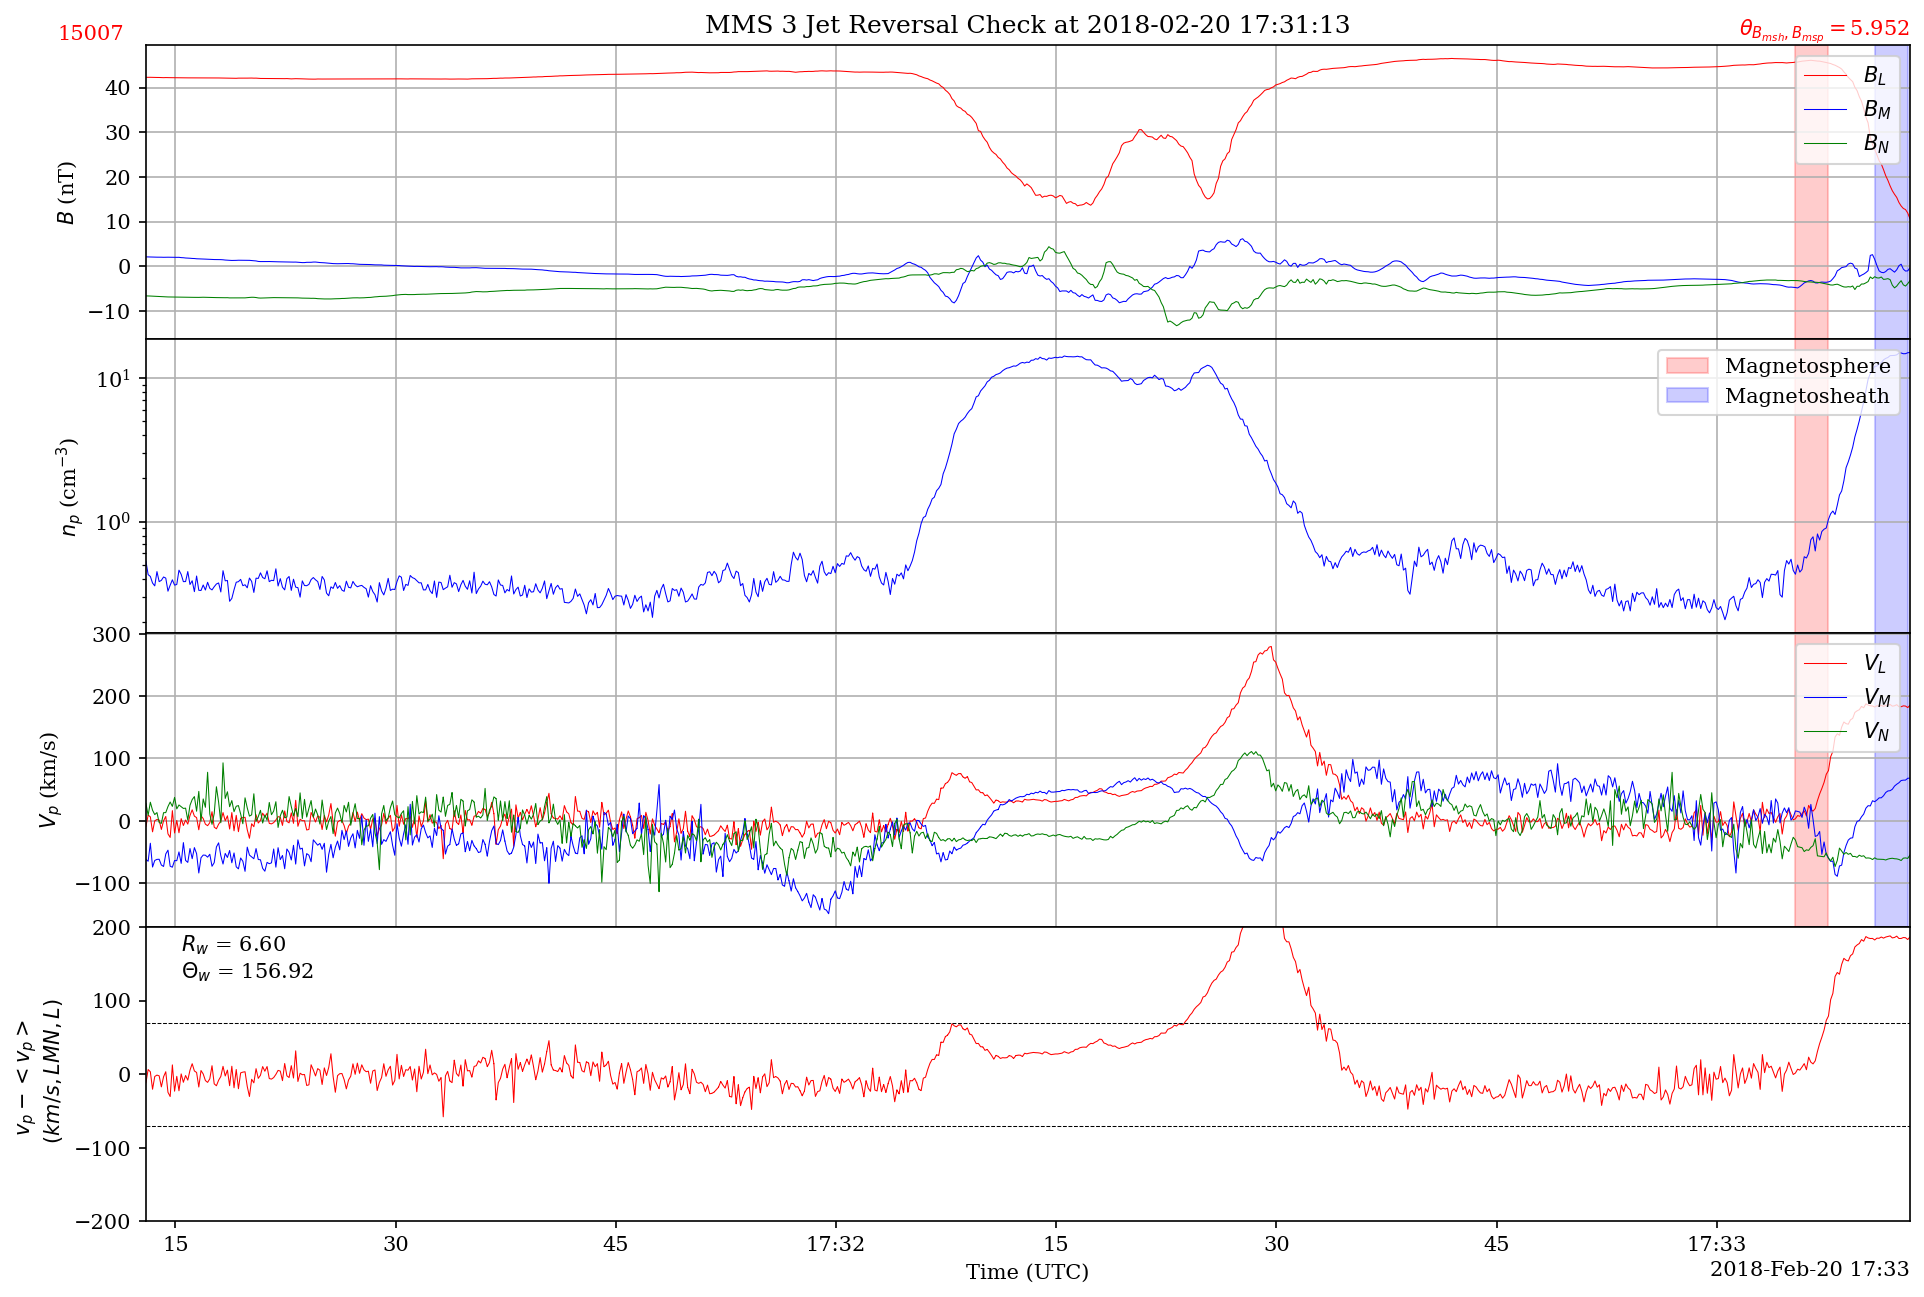 15007
MMS 3 Jet Reversal Check at 2018-02-20 17:31:13
θ_{B_{msh}, B_{msp}} = 5.952
B (nT)
40
30
20
10
0
−10
B_L
B_M
B_N
n_p (cm⁻³)
10¹
10⁰
Magnetosphere
Magnetosheath
V_p (km/s)
300
200
100
0
−100
V_L
V_M
V_N
v_p − <v_p>
(km/s, LMN, L)
200
100
0
−100
−200
R_w = 6.60
Θ_w = 156.92
15
30
45
17:32
15
30
45
17:33
Time (UTC)
2018-Feb-20 17:33